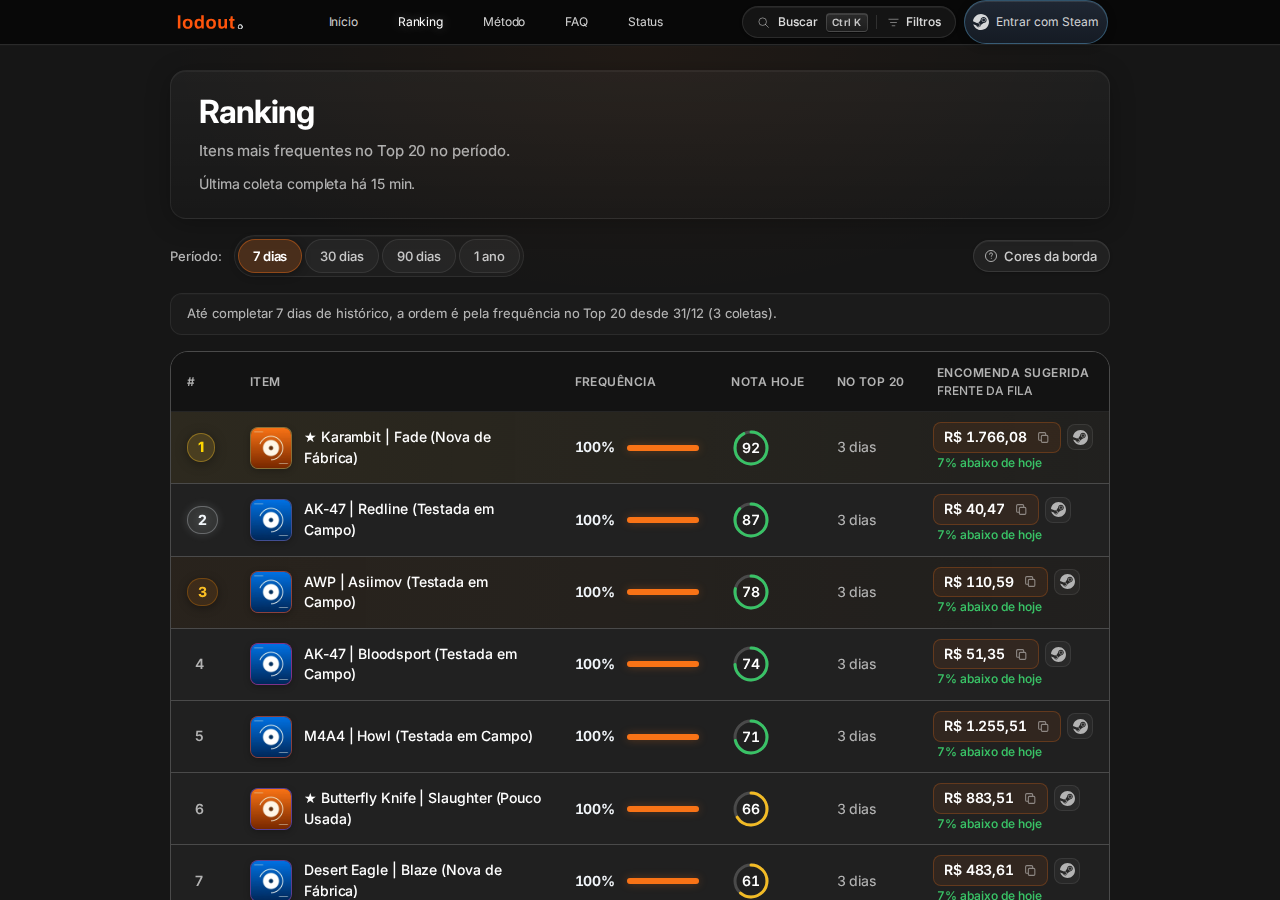 lodout.
Início
Ranking
Método
FAQ
Status
Buscar
Ctrl K
Filtros
Entrar com Steam
Ranking
Itens mais frequentes no Top 20 no período.
Última coleta completa há 15 min.
Período:
7 dias
30 dias
90 dias
1 ano
Cores da borda
Até completar 7 dias de histórico, a ordem é pela frequência no Top 20 desde 31/12 (3 coletas).
#
ITEM
FREQUÊNCIA
NOTA HOJE
NO TOP 20
ENCOMENDA SUGERIDA
FRENTE DA FILA
1
★ Karambit | Fade (Nova de
Fábrica)
100%
92
3 dias
R$ 1.766,08
7% abaixo de hoje
2
AK-47 | Redline (Testada em
Campo)
100%
87
3 dias
R$ 40,47
7% abaixo de hoje
3
AWP | Asiimov (Testada em
Campo)
100%
78
3 dias
R$ 110,59
7% abaixo de hoje
4
AK-47 | Bloodsport (Testada em
Campo)
100%
74
3 dias
R$ 51,35
7% abaixo de hoje
5
M4A4 | Howl (Testada em Campo)
100%
71
3 dias
R$ 1.255,51
7% abaixo de hoje
6
★ Butterfly Knife | Slaughter (Pouco
Usada)
100%
66
3 dias
R$ 883,51
7% abaixo de hoje
7
Desert Eagle | Blaze (Nova de
Fábrica)
100%
61
3 dias
R$ 483,61
7% abaixo de hoje